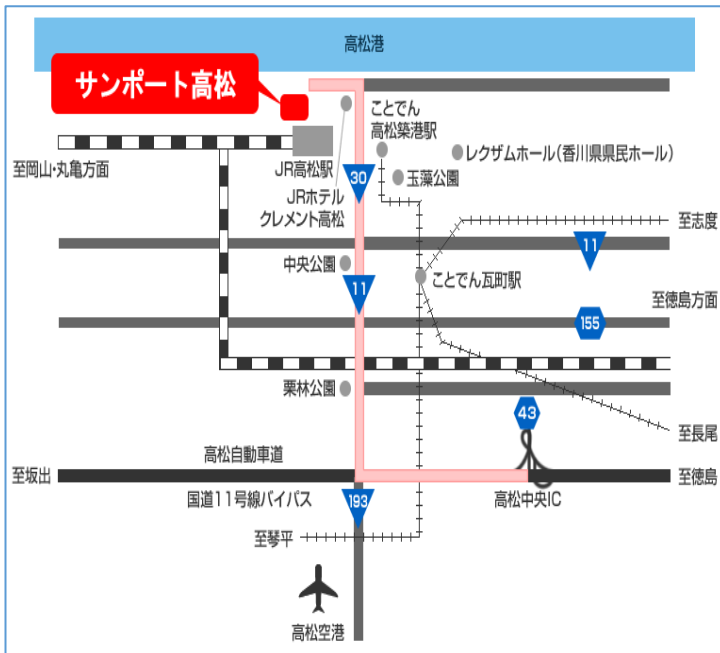 高松港
サンポート高松
ことでん
高松築港駅
レクザムホール(香川県県民ホール)
至岡山・丸亀方面
JR高松駅
玉藻公園
30
JRホテル
クレメント高松
至志度
11
中央公園
11
ことでん瓦町駅
至徳島方面
155
栗林公園
43
至長尾
高松自動車道
至坂出
至徳島
国道11号線バイパス
193
高松中央IC
至琴平
高松空港